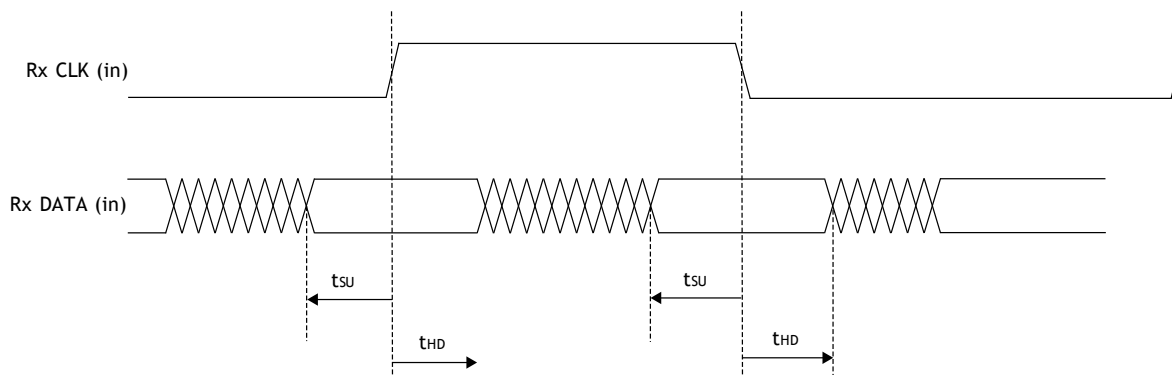 Rx CLK (in)
Rx DATA (in)
tSU
tSU
tHD
tHD